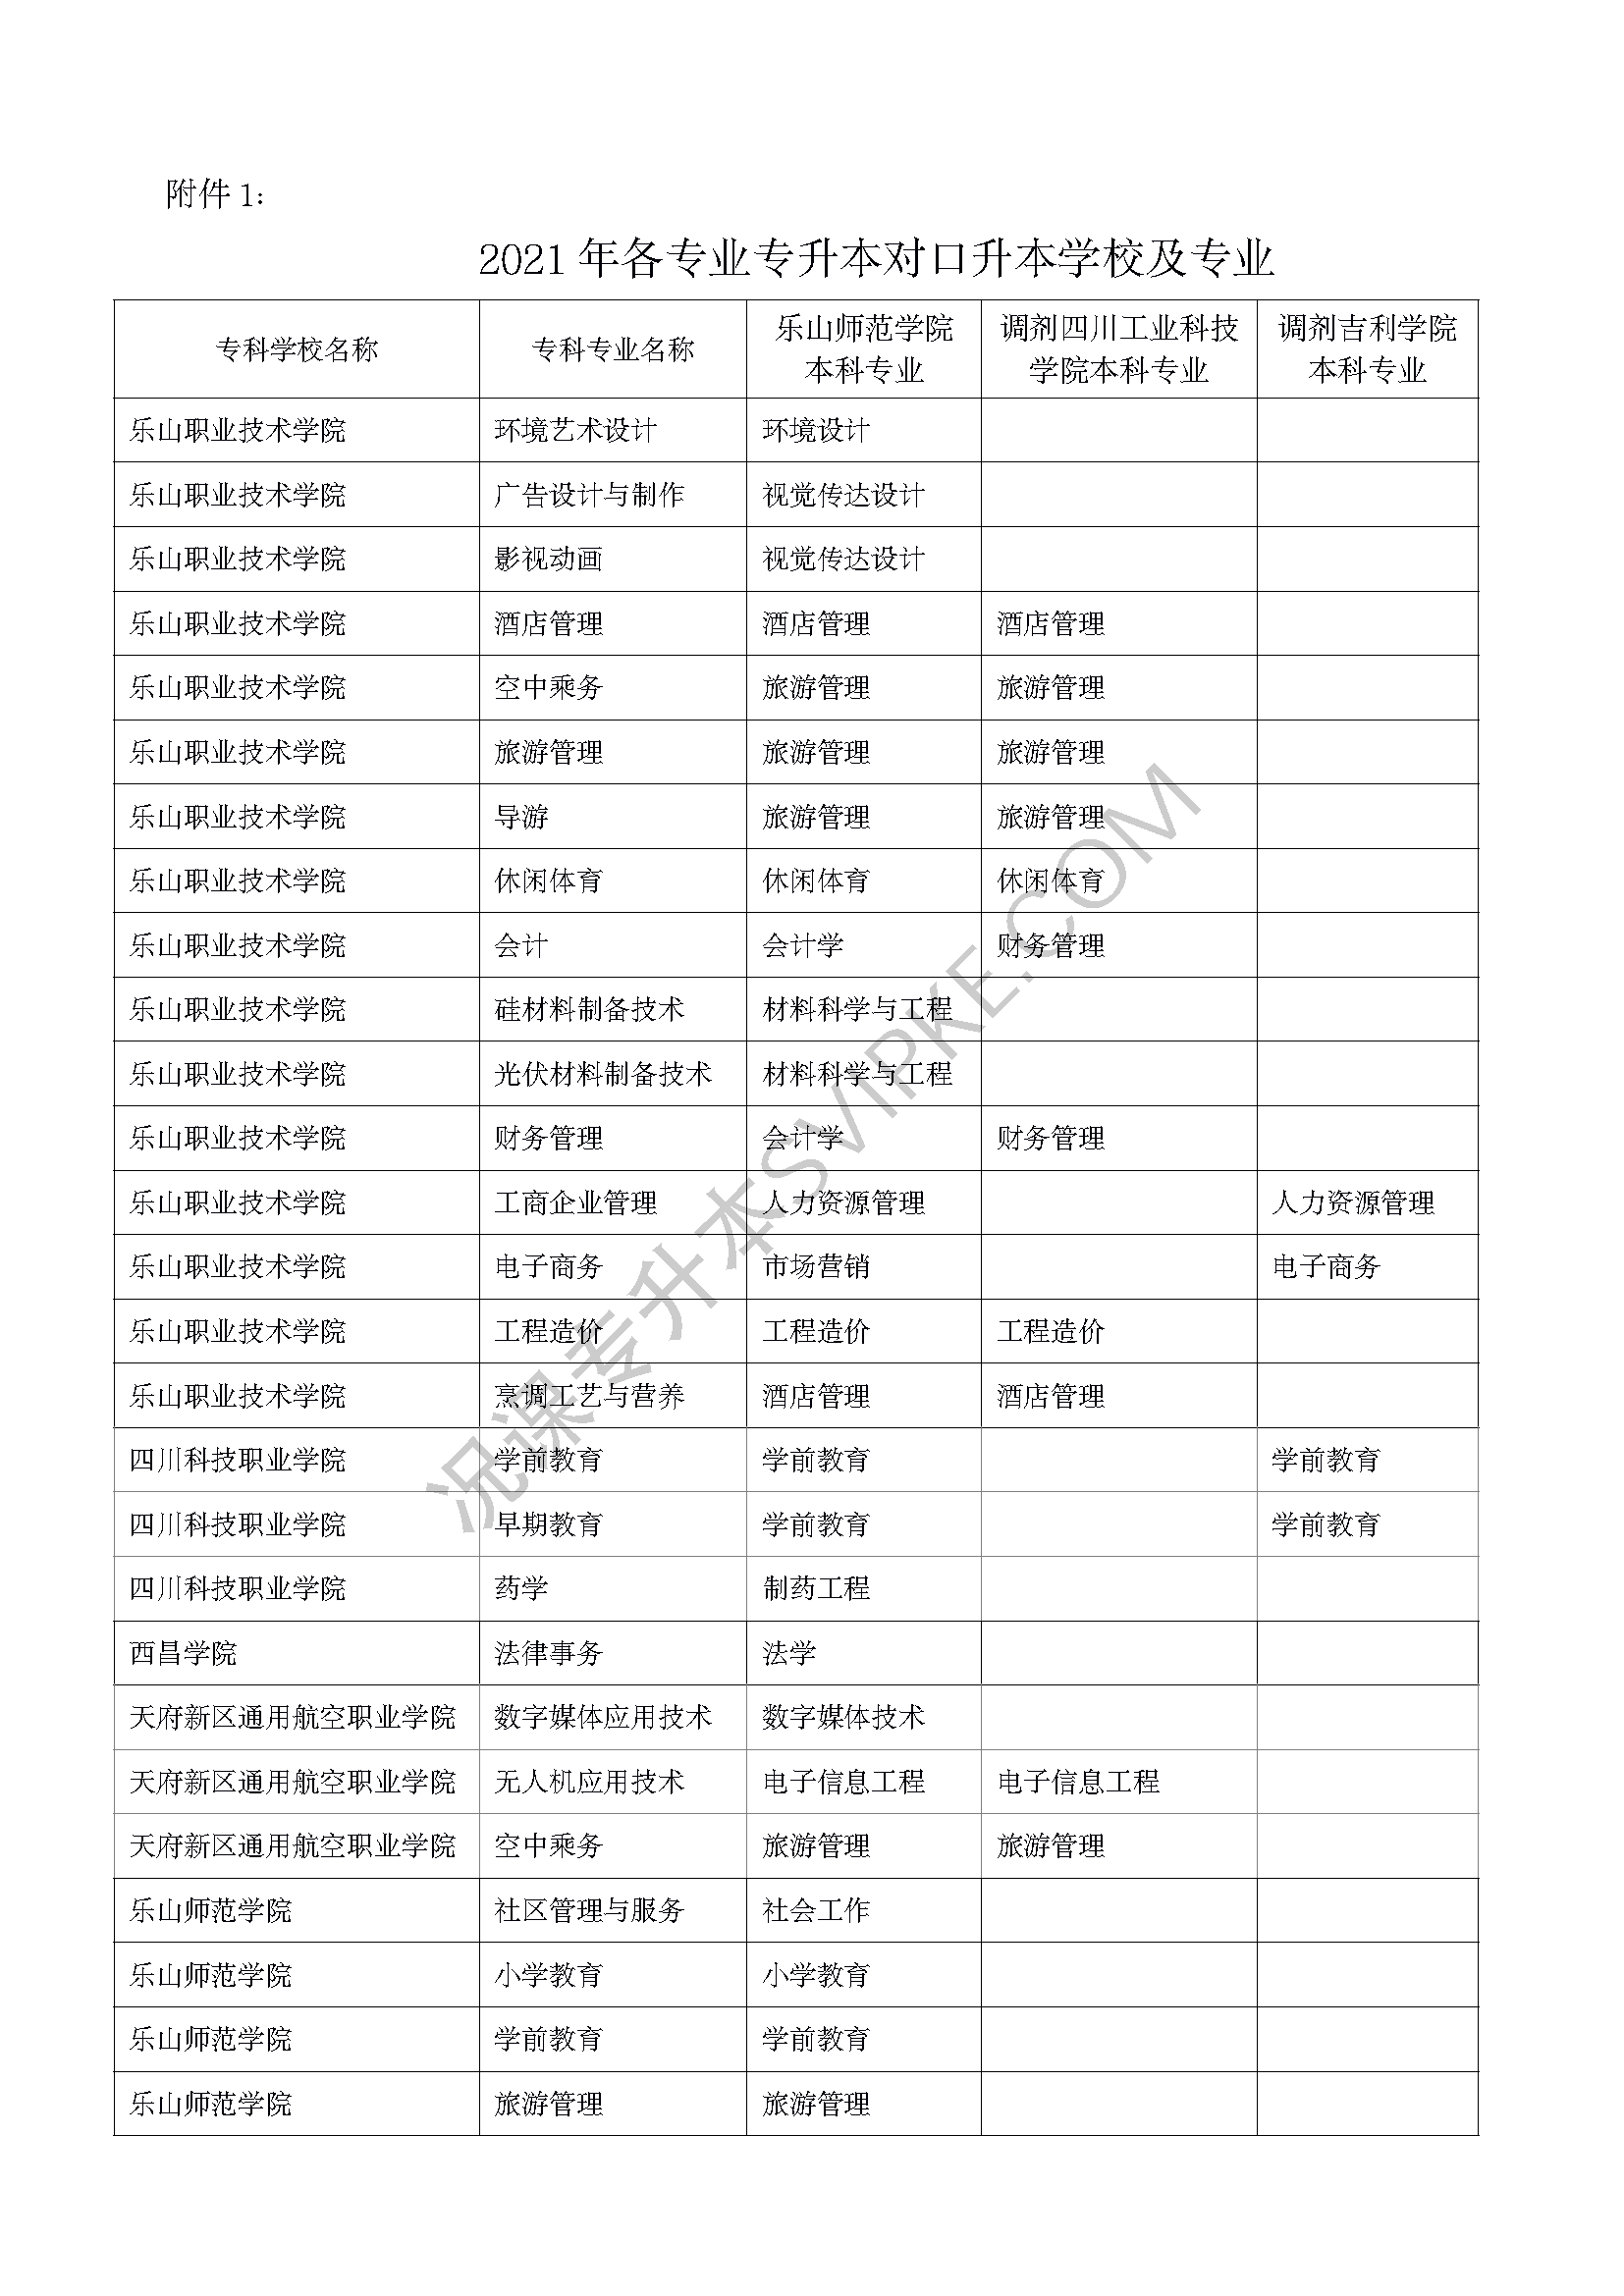 附件 1：
2021 年各专业专升本对口升本学校及专业
专科学校名称 专科专业名称 乐山师范学院本科专业 调剂四川工业科技学院本科专业 调剂吉利学院本科专业
乐山职业技术学院 环境艺术设计 环境设计
乐山职业技术学院 广告设计与制作 视觉传达设计
乐山职业技术学院 影视动画 视觉传达设计
乐山职业技术学院 酒店管理 酒店管理 酒店管理
乐山职业技术学院 空中乘务 旅游管理 旅游管理
乐山职业技术学院 旅游管理 旅游管理 旅游管理
乐山职业技术学院 导游 旅游管理 旅游管理
乐山职业技术学院 休闲体育 休闲体育 休闲体育
乐山职业技术学院 会计 会计学 财务管理
乐山职业技术学院 硅材料制备技术 材料科学与工程
乐山职业技术学院 光伏材料制备技术 材料科学与工程
乐山职业技术学院 财务管理 会计学 财务管理
乐山职业技术学院 工商企业管理 人力资源管理 人力资源管理
乐山职业技术学院 电子商务 市场营销 电子商务
乐山职业技术学院 工程造价 工程造价 工程造价
乐山职业技术学院 烹调工艺与营养 酒店管理 酒店管理
四川科技职业学院 学前教育 学前教育 学前教育
四川科技职业学院 早期教育 学前教育 学前教育
四川科技职业学院 药学 制药工程
西昌学院 法律事务 法学
天府新区通用航空职业学院 数字媒体应用技术 数字媒体技术
天府新区通用航空职业学院 无人机应用技术 电子信息工程 电子信息工程
天府新区通用航空职业学院 空中乘务 旅游管理 旅游管理
乐山师范学院 社区管理与服务 社会工作
乐山师范学院 小学教育 小学教育
乐山师范学院 学前教育 学前教育
乐山师范学院 旅游管理 旅游管理
况课专升本SVIPKE.COM